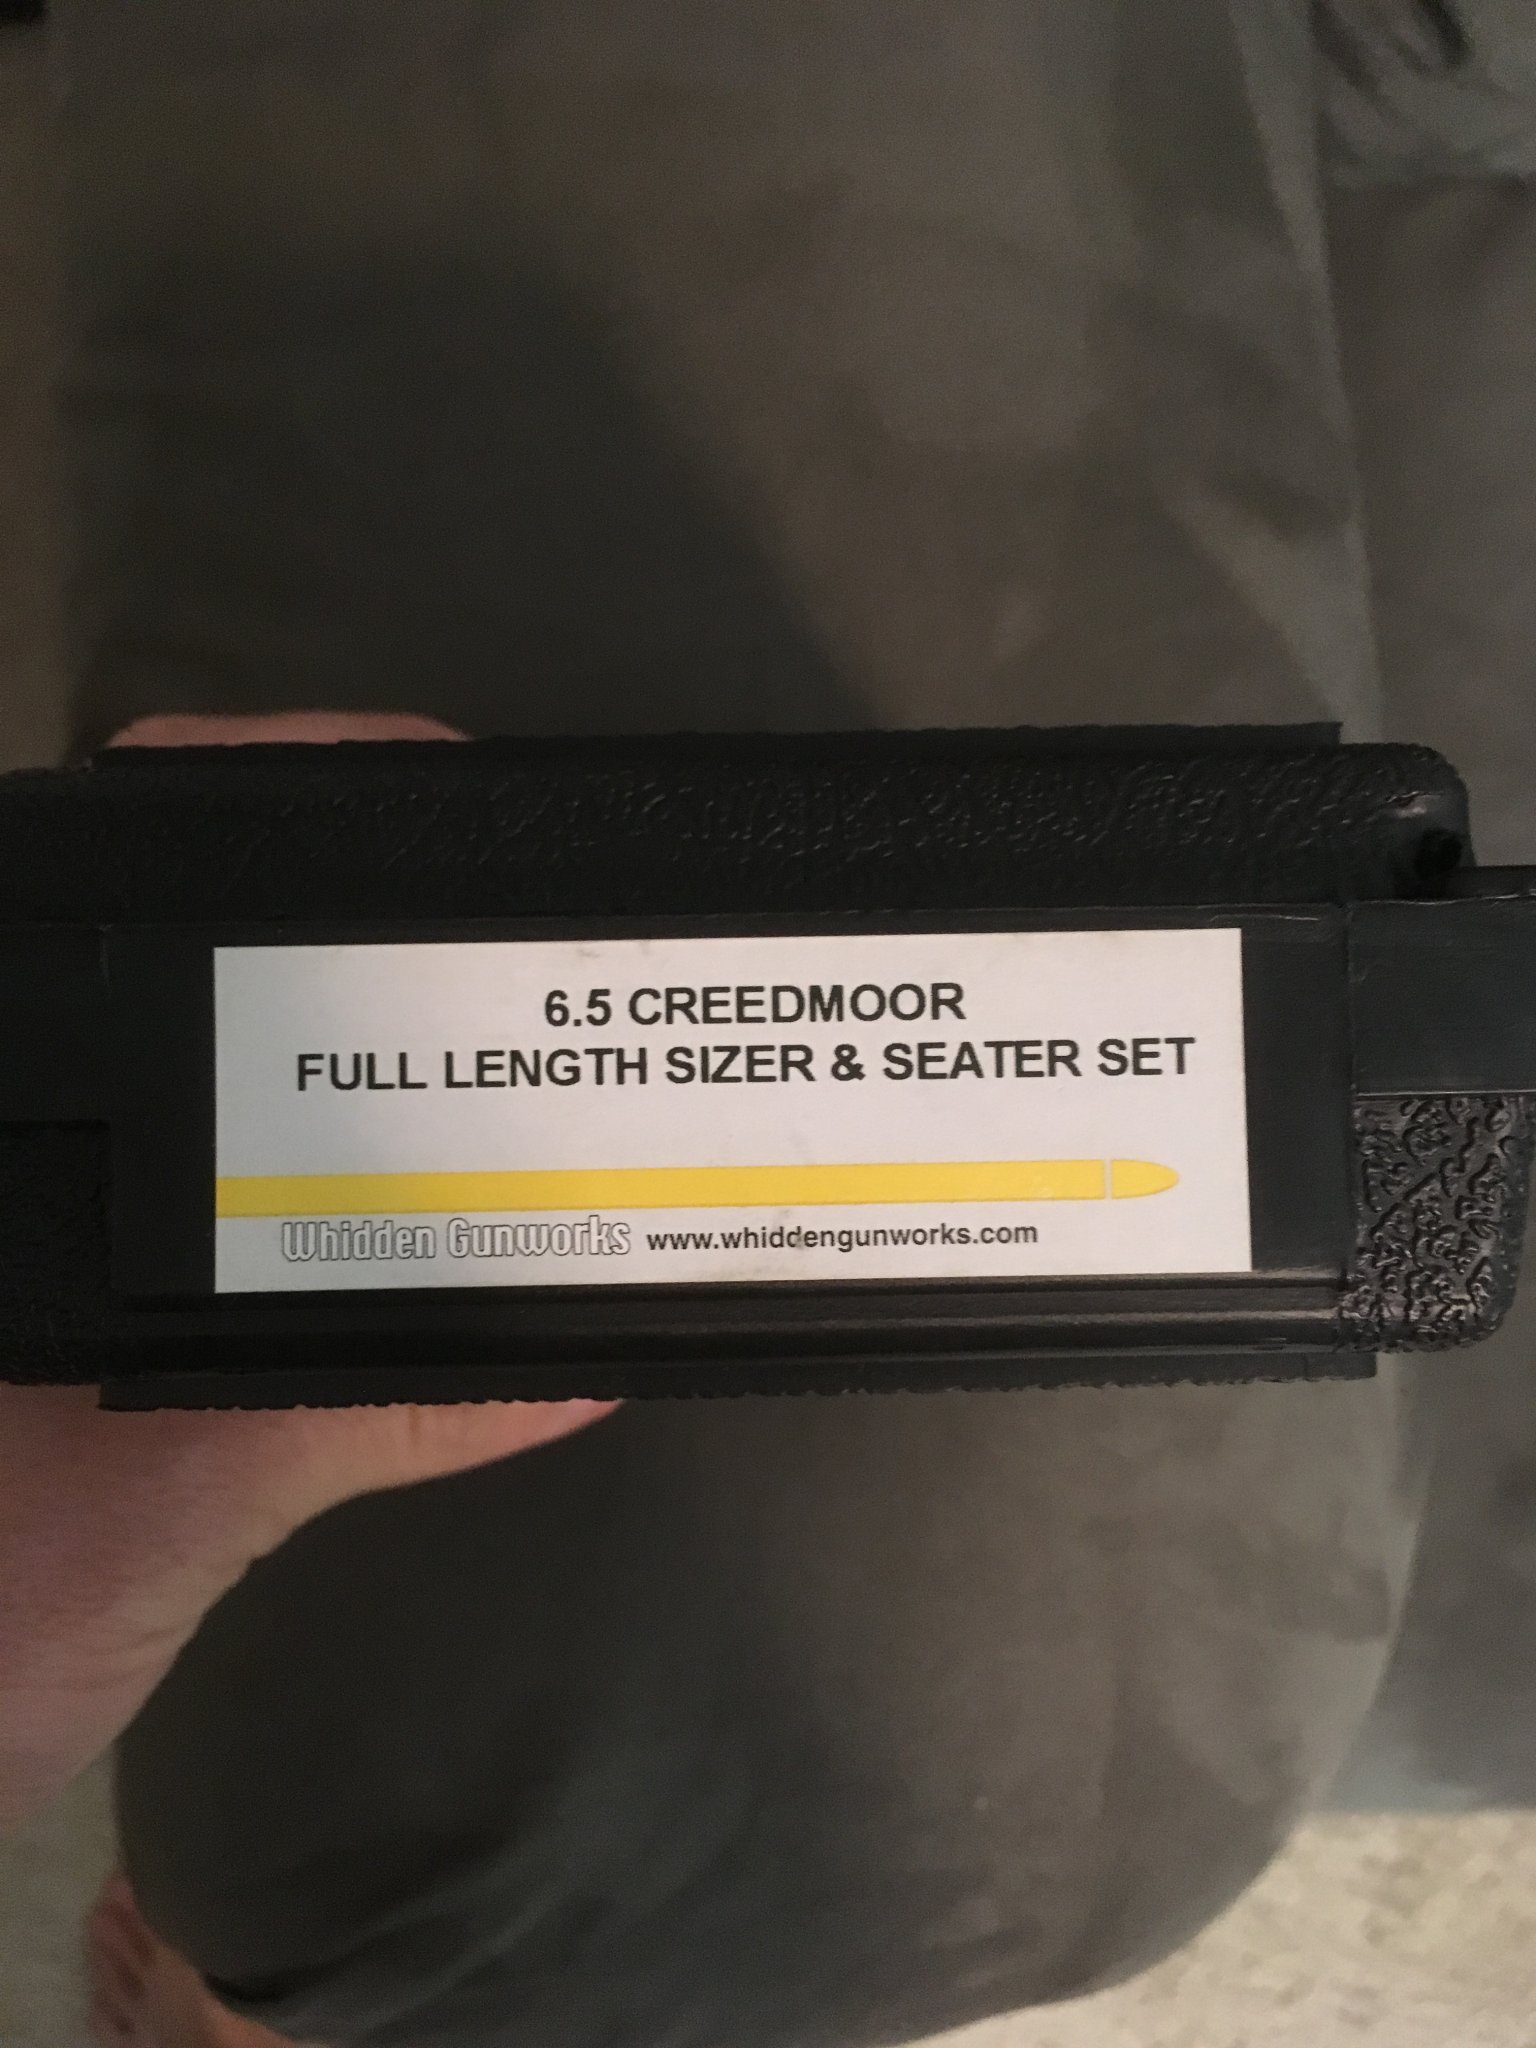 6.5 CREEDMOOR
FULL LENGTH SIZER & SEATER SET
Whidden Gunworks www.whiddengunworks.com